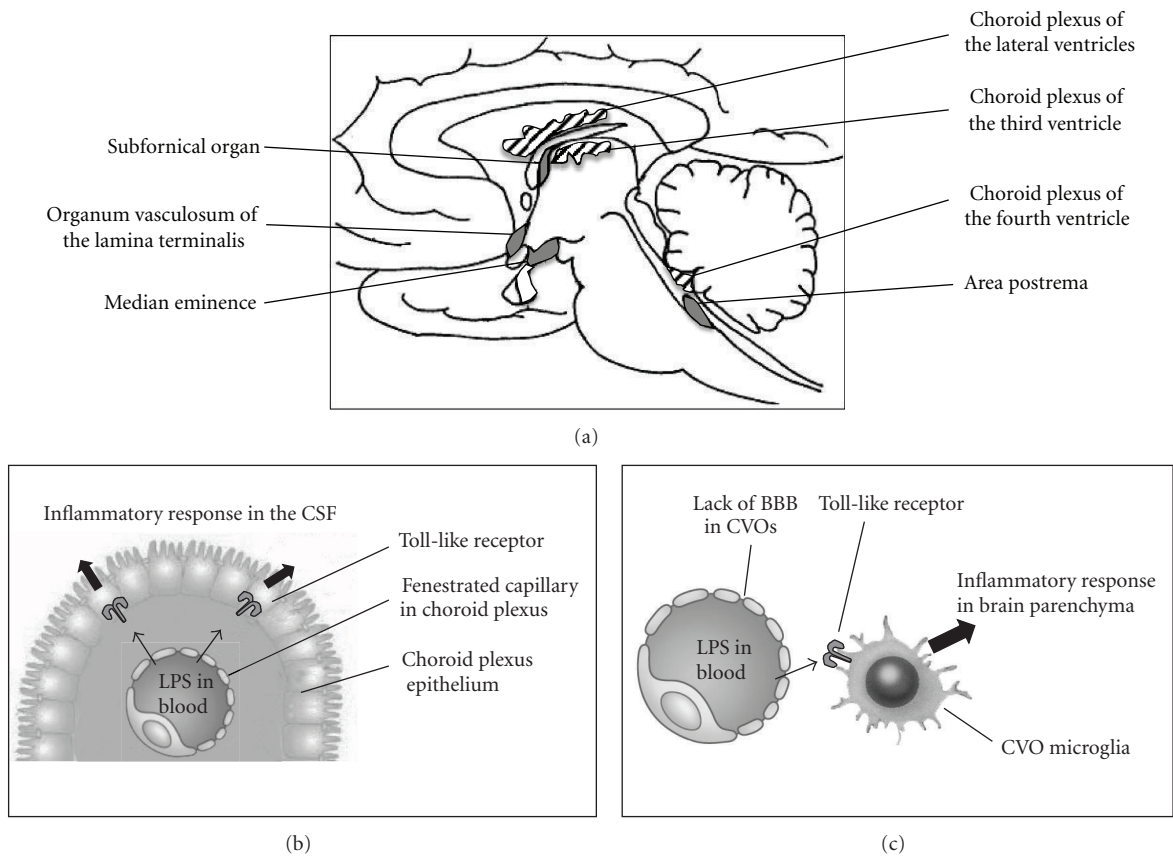 Choroid plexus of
the lateral ventricles
Choroid plexus of
the third ventricle
Subfornical organ
Choroid plexus of
the fourth ventricle
Organum vasculosum of
the lamina terminalis
Area postrema
Median eminence
(a)
Inflammatory response in the CSF
Toll-like receptor
Fenestrated capillary
in choroid plexus
LPS in
blood
Choroid plexus
epithelium
(b)
Lack of BBB
in CVOs
Toll-like receptor
Inflammatory response
in brain parenchyma
LPS in
blood
CVO microglia
(c)